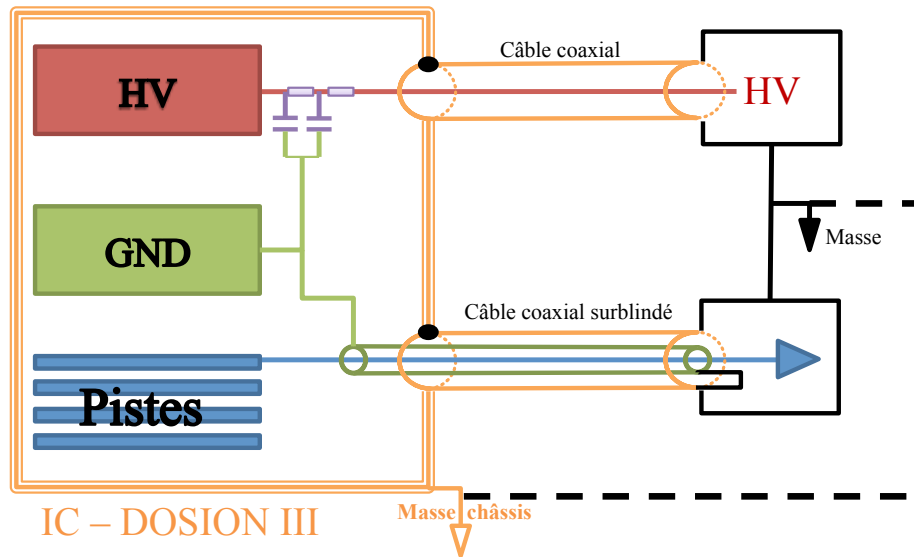 Câble coaxial
HV
HV
GND
Masse
Câble coaxial surblindé
Pistes
Masse châssis
IC – DOSION III